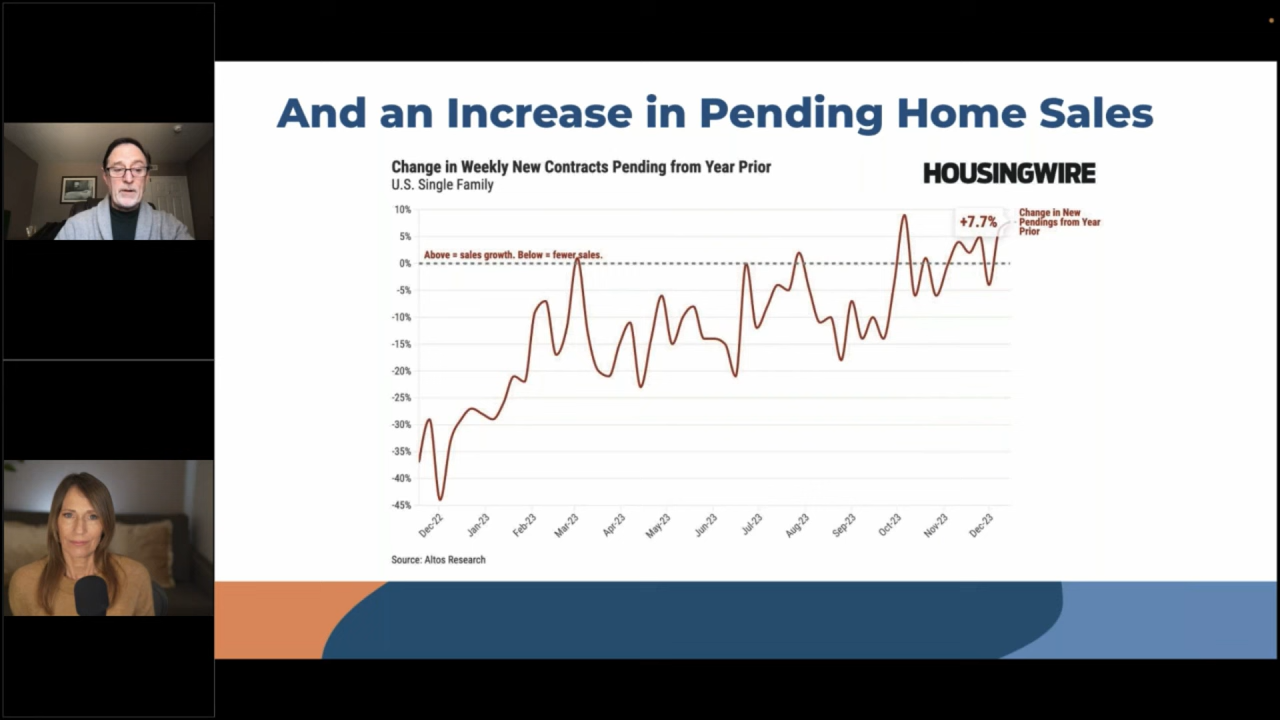 And an Increase in Pending Home Sales
Change in Weekly New Contracts Pending from Year Prior
U.S. Single Family
HOUSINGWIRE
10%
5%
0%
-5%
-10%
-15%
-20%
-25%
-30%
-35%
-40%
-45%
Above = sales growth. Below = fewer sales.
+7.7%
Change in New
Pendings from Year
Prior
Dec-22
Jan-23
Feb-23
Mar-23
Apr-23
May-23
Jun-23
Jul-23
Aug-23
Sep-23
Oct-23
Nov-23
Dec-23
Source: Altos Research